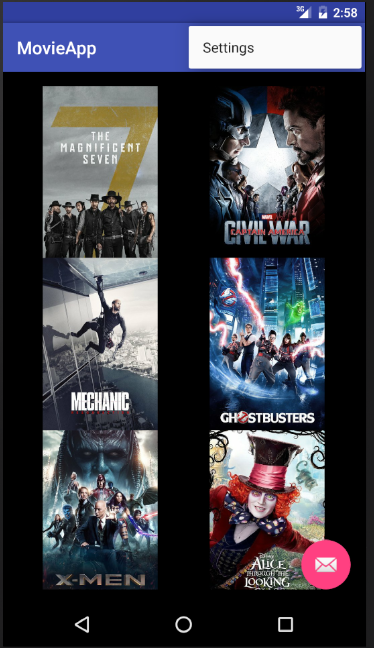 3G 2:58
MovieApp
Settings
THE
MAGNIFICENT
SEVEN
7
MARVEL
CAPTAIN AMERICA
CIVIL WAR
MECHANIC
GHOSTBUSTERS
X-MEN
DISNEY
ALICE
THROUGH THE
LOOKING